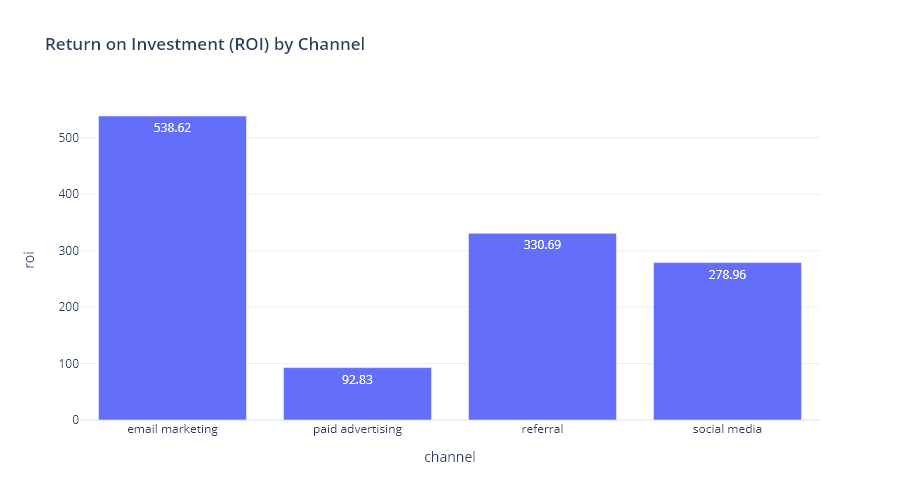 Return on Investment (ROI) by Channel
538.62
500
400
330.69
300
278.96
roi
200
100
92.83
0
email marketing
paid advertising
referral
social media
channel